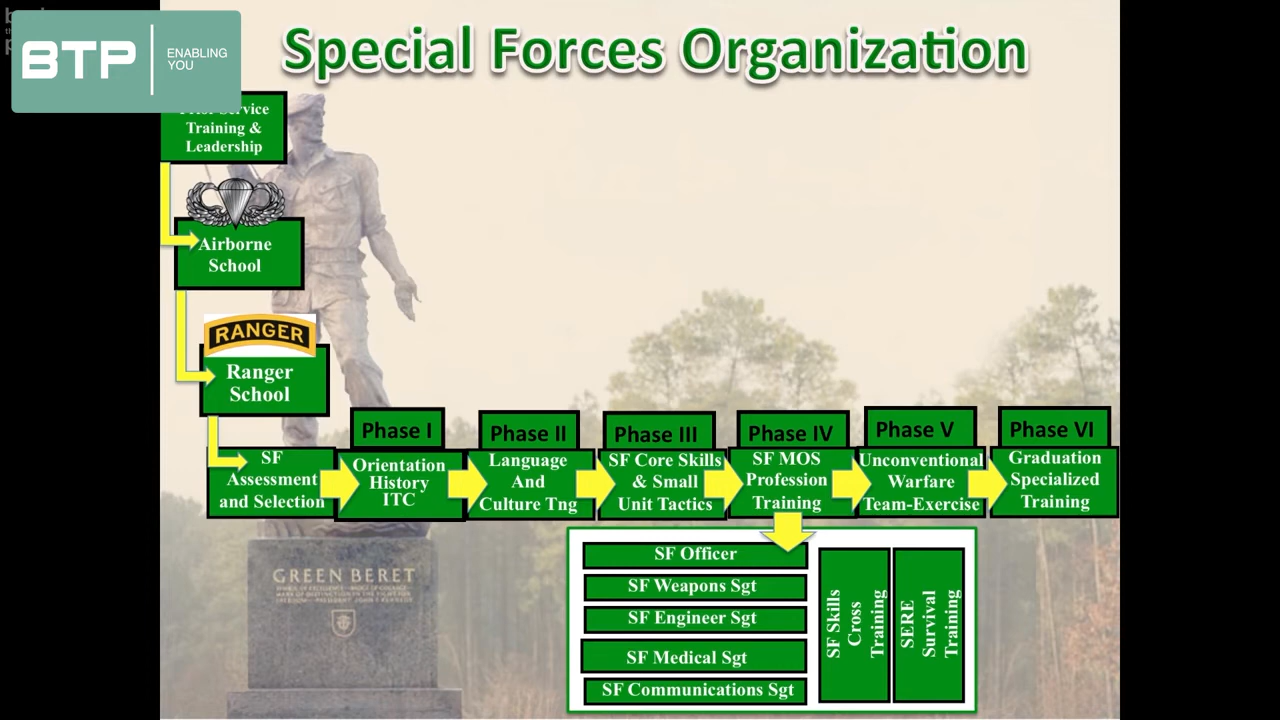 BTP
ENABLING
YOU
Special Forces Organization
Service
Training &
Leadership
Airborne
School
RANGER
Ranger
School
SF
Assessment
and Selection
Phase I
Orientation
History
ITC
Phase II
Language
And
Culture Tng
Phase III
SF Core Skills
& Small
Unit Tactics
Phase IV
SF MOS
Profession
Training
Phase V
Unconventional
Warfare
Team-Exercise
Phase VI
Graduation
Specialized
Training
SF Officer
SF Weapons Sgt
SF Engineer Sgt
SF Medical Sgt
SF Communications Sgt
SF Skills
Cross
Training
SERE
Survival
Training
GREEN BERET